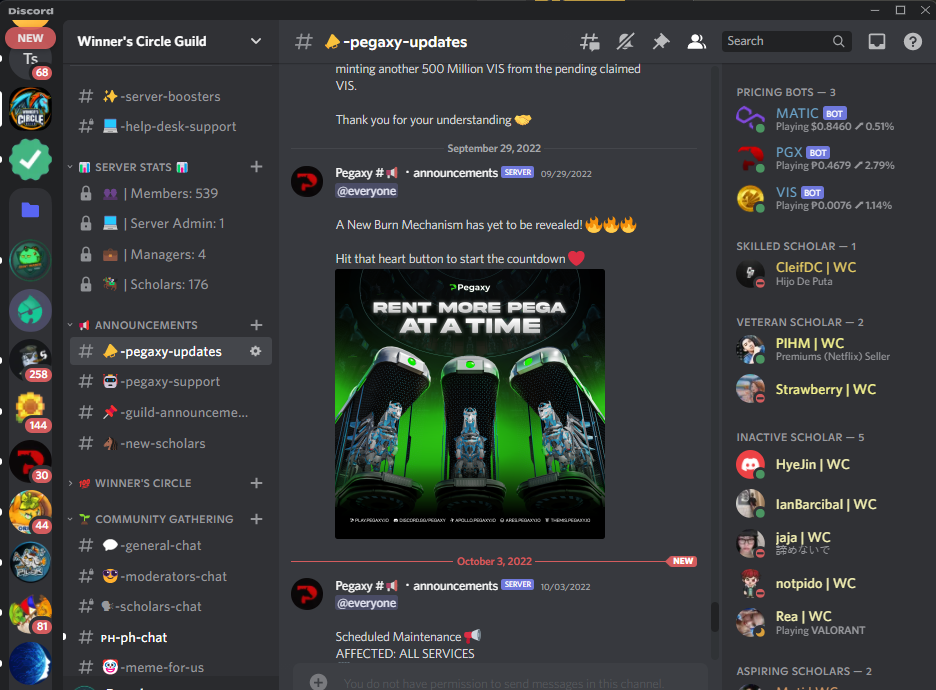 Discord
NEW
Ts
68
258
144
30
44
81
Winner's Circle Guild
# ✨-server-boosters
# 💻-help-desk-support
📊 SERVER STATS 📊
👥 | Members: 539
💻 | Server Admin: 1
💼 | Managers: 4
| Scholars: 176
📢 ANNOUNCEMENTS
# 📣-pegaxy-updates
# 🤖-pegaxy-support
# 📌-guild-announceme...
# -new-scholars
WINNER'S CIRCLE
🌱 COMMUNITY GATHERING
# 💬-general-chat
# 😎-moderators-chat
# 🗣-scholars-chat
# PH-ph-chat
# 🤡-meme-for-us
# 📣-pegaxy-updates
Search
minting another 500 Million VIS from the pending claimed
VIS.
Thank you for your understanding 🤝
September 29, 2022
Pegaxy #📢・announcements SERVER 09/29/2022
@everyone
A New Burn Mechanism has yet to be revealed! 🔥🔥🔥
Hit that heart button to start the countdown ❤️
Pegaxy
RENT MORE PEGA
AT A TIME
PLAY.PEGAXY.IO DISCORD.GG/PEGAXY APOLLO.PEGAXY.IO ARES.PEGAXY.IO THEMIS.PEGAXY.IO
October 3, 2022 NEW
Pegaxy #📢・announcements SERVER 10/03/2022
@everyone
Scheduled Maintenance 📢
AFFECTED: ALL SERVICES
You do not have permission to send messages in this channel.
PRICING BOTS — 3
MATIC BOT
Playing $0.8460 ⬈ 0.51%
PGX BOT
Playing P0.4679 ⬈ 2.79%
VIS BOT
Playing P0.0076 ⬈ 1.14%
SKILLED SCHOLAR — 1
CleifDC | WC
Hijo De Puta
VETERAN SCHOLAR — 2
PIHM | WC
Premiums (Netflix) Seller
Strawberry | WC
INACTIVE SCHOLAR — 5
HyeJin | WC
IanBarcibal | WC
jaja | WC
諦めないで
notpido | WC
Rea | WC
Playing VALORANT
ASPIRING SCHOLARS — 2